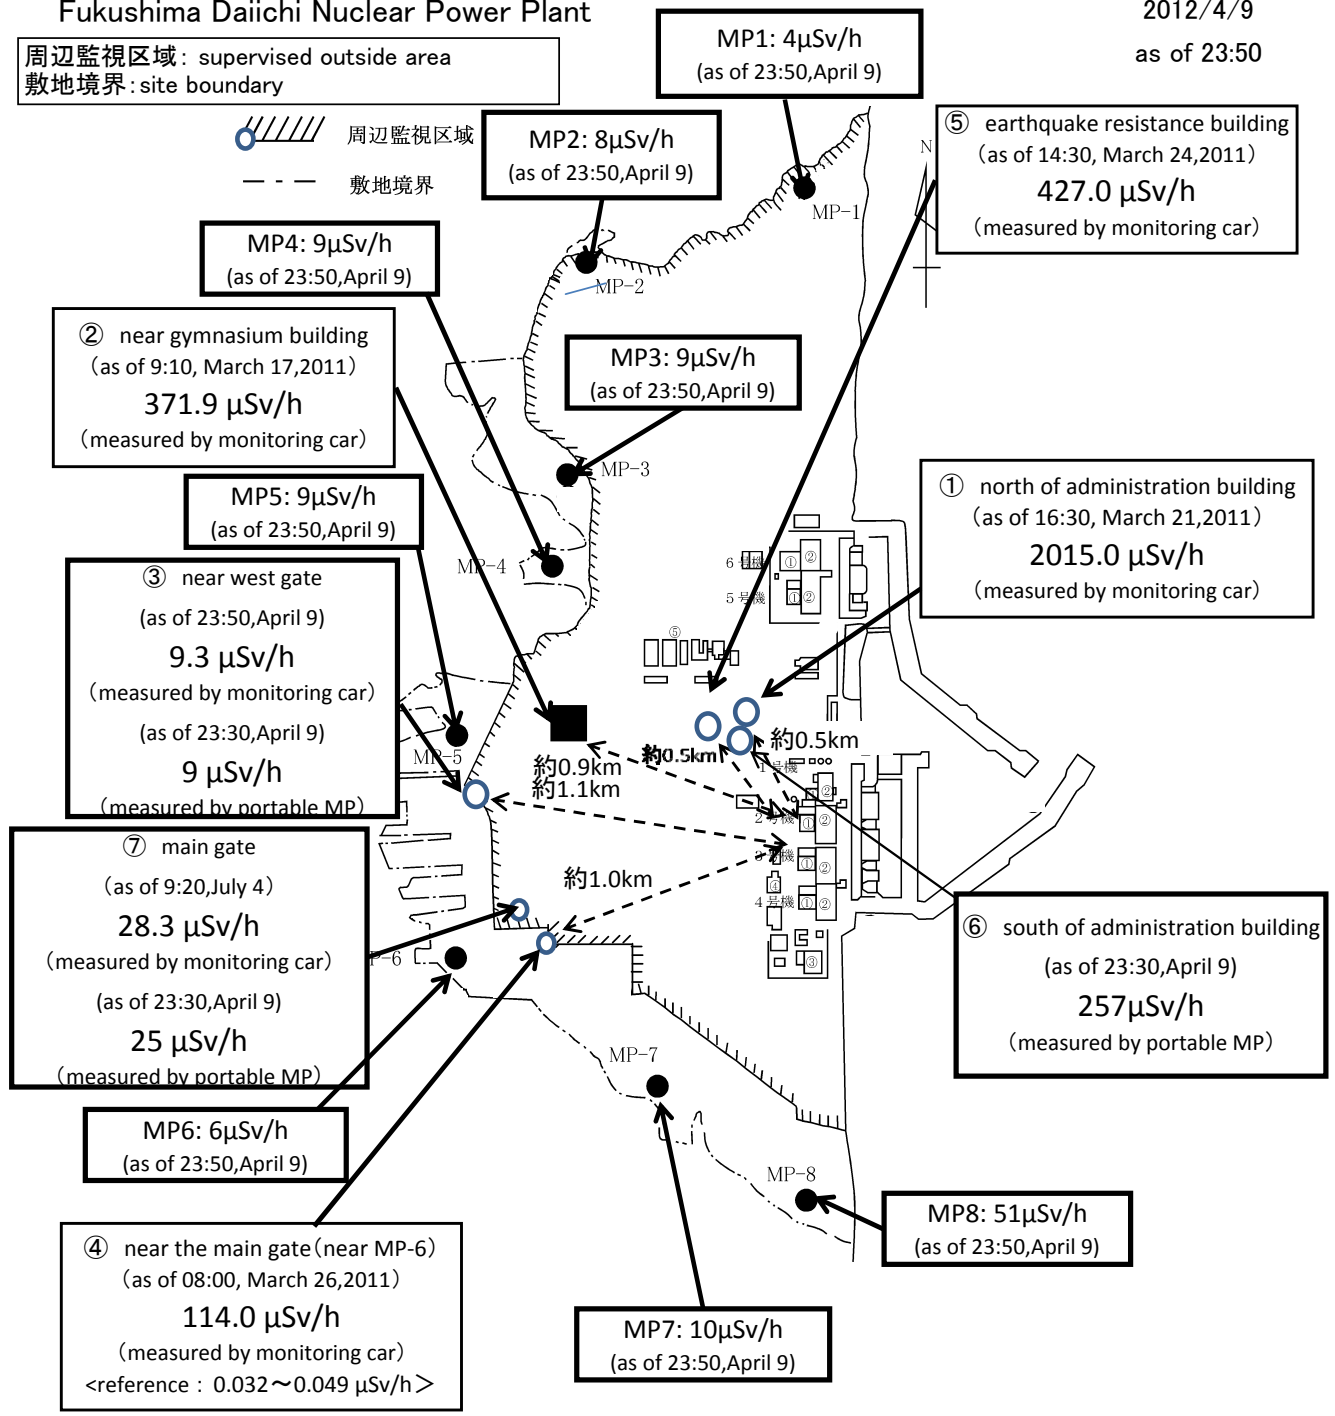 Fukushima Daiichi Nuclear Power Plant
2012/4/9
as of 23:50
周辺監視区域: supervised outside area
敷地境界:site boundary
周辺監視区域
敷地境界
MP1: 4μSv/h
(as of 23:50,April 9)
MP2: 8μSv/h
(as of 23:50,April 9)
⑤ earthquake resistance building
(as of 14:30, March 24,2011)
427.0 μSv/h
(measured by monitoring car)
N
MP-1
MP4: 9μSv/h
(as of 23:50,April 9)
MP-2
② near gymnasium building
(as of 9:10, March 17,2011)
371.9 μSv/h
(measured by monitoring car)
MP3: 9μSv/h
(as of 23:50,April 9)
MP-3
MP5: 9μSv/h
(as of 23:50,April 9)
① north of administration building
(as of 16:30, March 21,2011)
2015.0 μSv/h
(measured by monitoring car)
MP-4
6号機
① ②
5号機
① ②
③ near west gate
(as of 23:50,April 9)
9.3 μSv/h
(measured by monitoring car)
(as of 23:30,April 9)
9 μSv/h
(measured by portable MP)
⑤
MP-5
約0.9km
約1.1km
約0.5km
約0.5km
1号機
②
2号機
① ②
3号機
① ②
④
4号機
① ②
③
約1.0km
⑦ main gate
(as of 9:20,July 4)
28.3 μSv/h
(measured by monitoring car)
(as of 23:30,April 9)
25 μSv/h
(measured by portable MP)
P-6
⑥ south of administration building
(as of 23:30,April 9)
257μSv/h
(measured by portable MP)
MP-7
MP6: 6μSv/h
(as of 23:50,April 9)
MP-8
MP8: 51μSv/h
(as of 23:50,April 9)
④ near the main gate(near MP-6)
(as of 08:00, March 26,2011)
114.0 μSv/h
(measured by monitoring car)
<reference : 0.032～0.049 μSv/h＞
MP7: 10μSv/h
(as of 23:50,April 9)